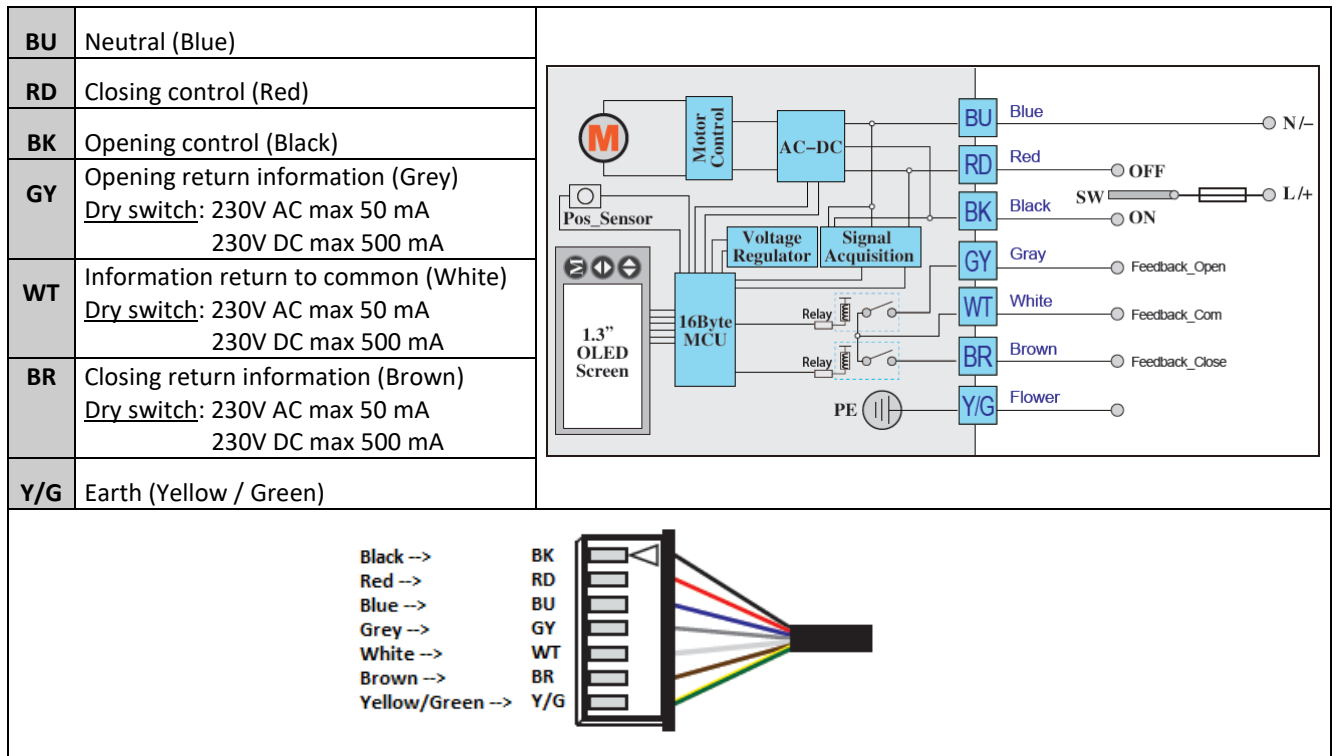 BU Neutral (Blue)
RD Closing control (Red)
BK Opening control (Black)
GY Opening return information (Grey)
Dry switch: 230V AC max 50 mA
230V DC max 500 mA
WT Information return to common (White)
Dry switch: 230V AC max 50 mA
230V DC max 500 mA
BR Closing return information (Brown)
Dry switch: 230V AC max 50 mA
230V DC max 500 mA
Y/G Earth (Yellow / Green)
M
Motor
Control
AC–DC
Pos_Sensor
Voltage
Regulator
Signal
Acquisition
1.3”
OLED
Screen
16Byte
MCU
Relay
Relay
PE
BU Blue N/–
RD Red OFF
SW L/+
BK Black ON
GY Gray Feedback_Open
WT White Feedback_Com
BR Brown Feedback_Close
Y/G Flower
Black --> BK
Red --> RD
Blue --> BU
Grey --> GY
White --> WT
Brown --> BR
Yellow/Green --> Y/G